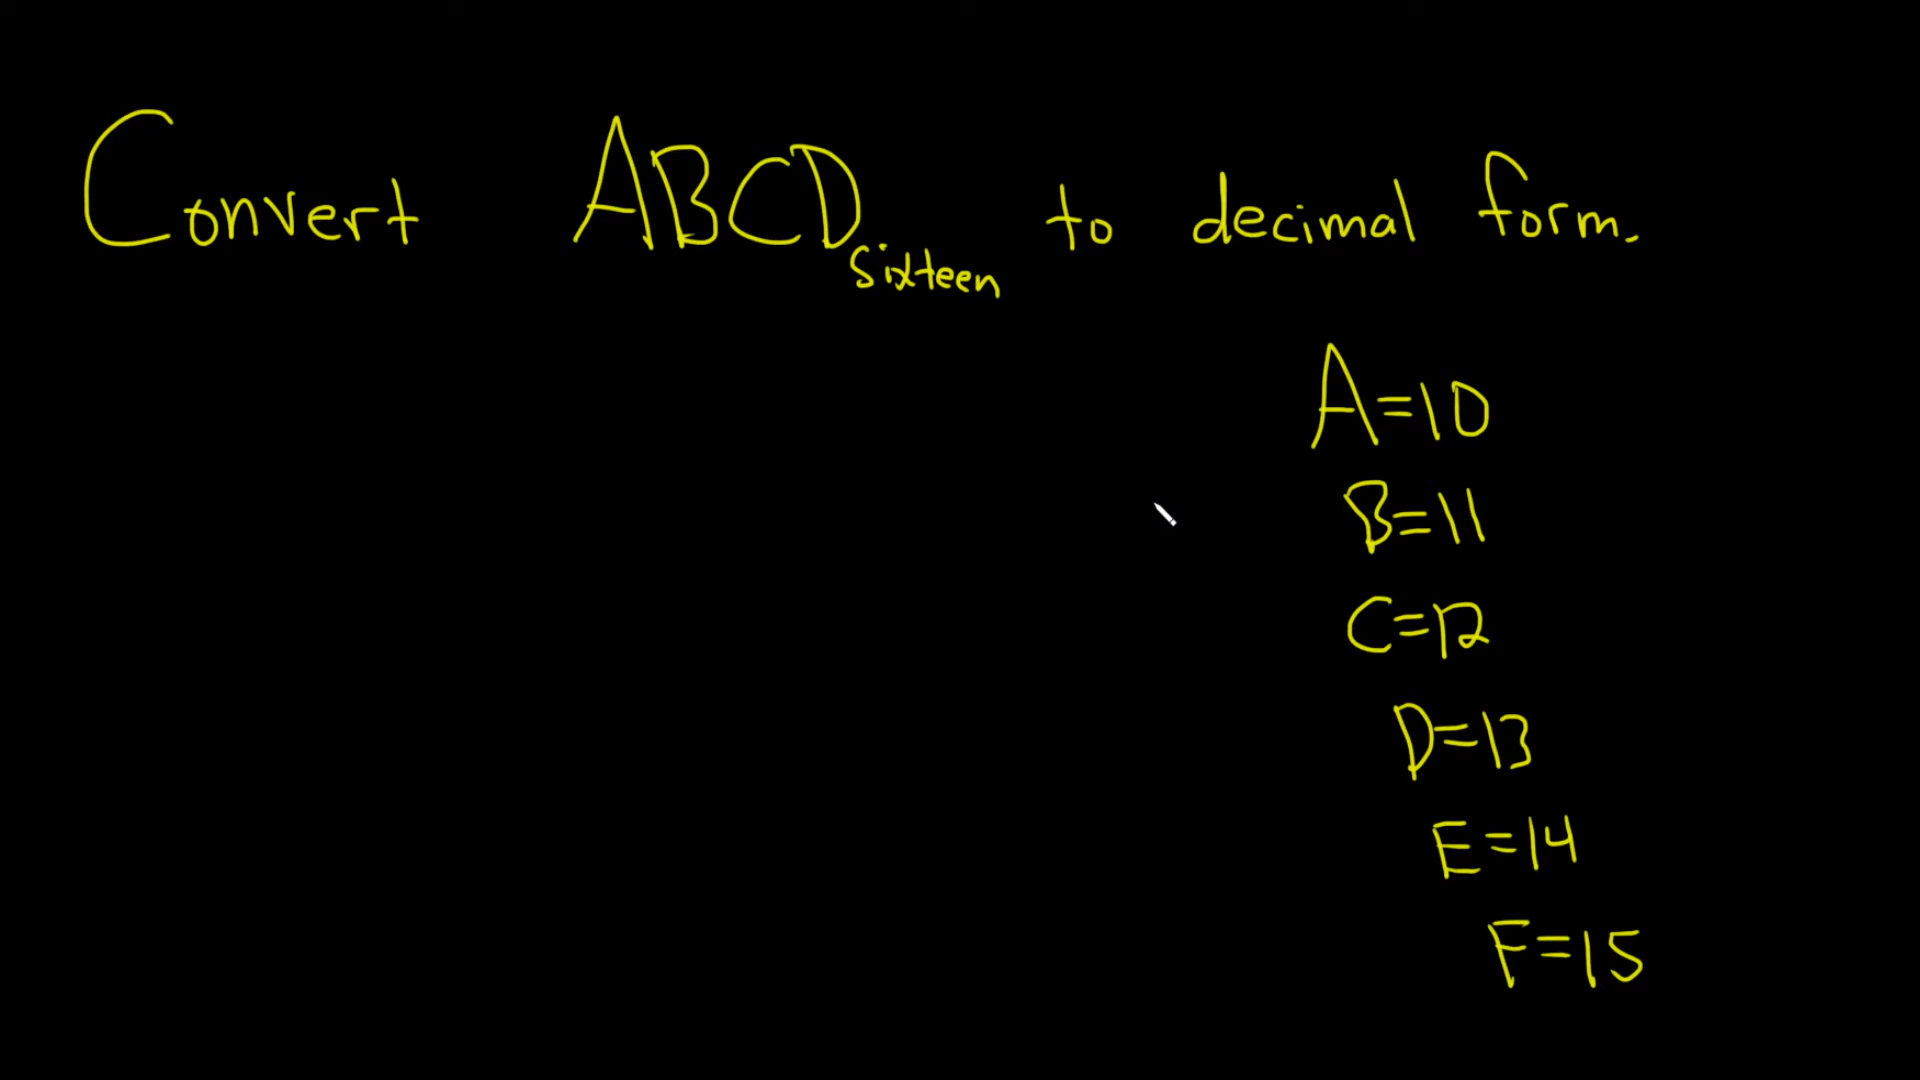 Convert ABCD sixteen to decimal form.
A=10
B=11
C=12
D=13
E=14
F=15